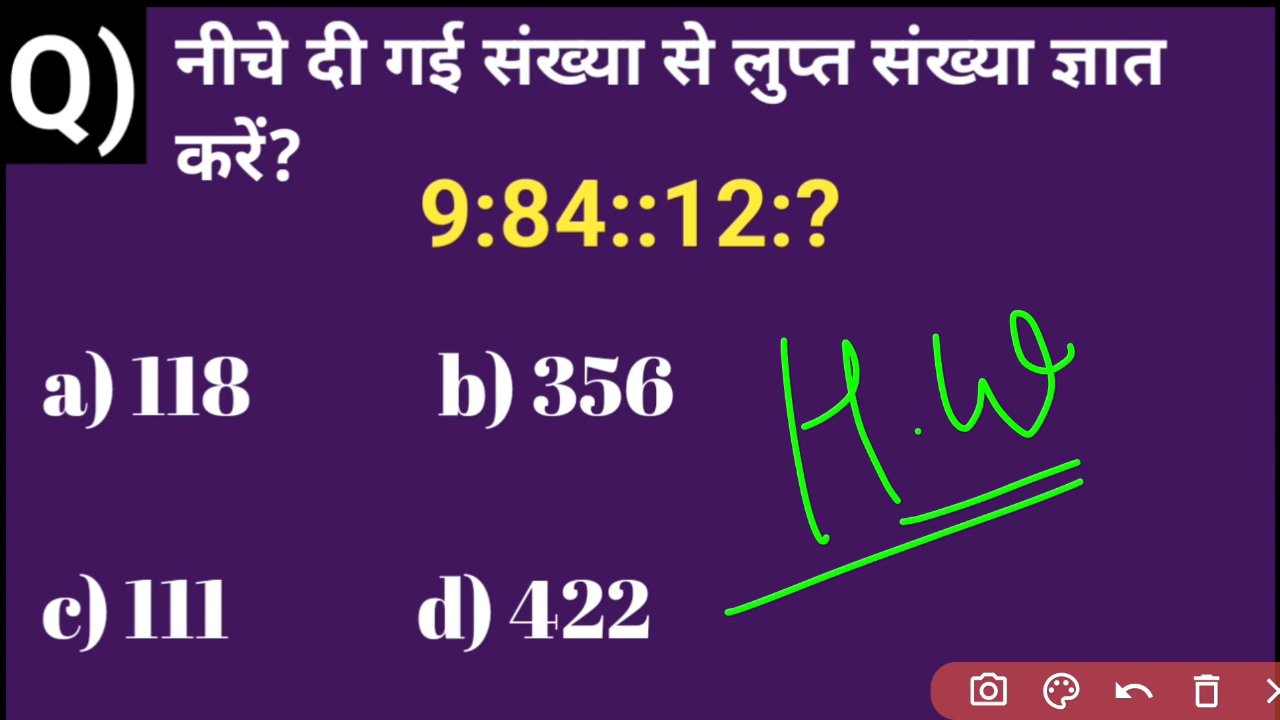 Q) नीचे दी गई संख्या से लुप्त संख्या ज्ञात
करें?
9:84::12:?
a) 118 b) 356
H.W
c) 111 d) 422